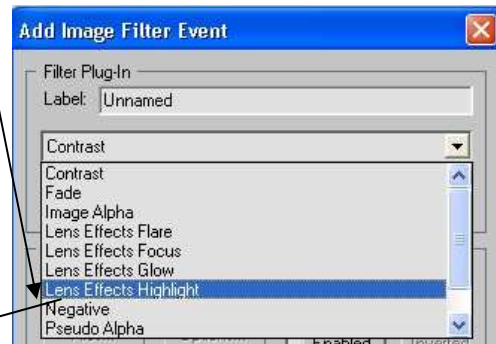 Add Image Filter Event
Filter Plug-In
Label: Unnamed
Contrast
Contrast
Fade
Image Alpha
Lens Effects Flare
Lens Effects Focus
Lens Effects Glow
Lens Effects Highlight
Negative
Pseudo Alpha
Enabled Inverted